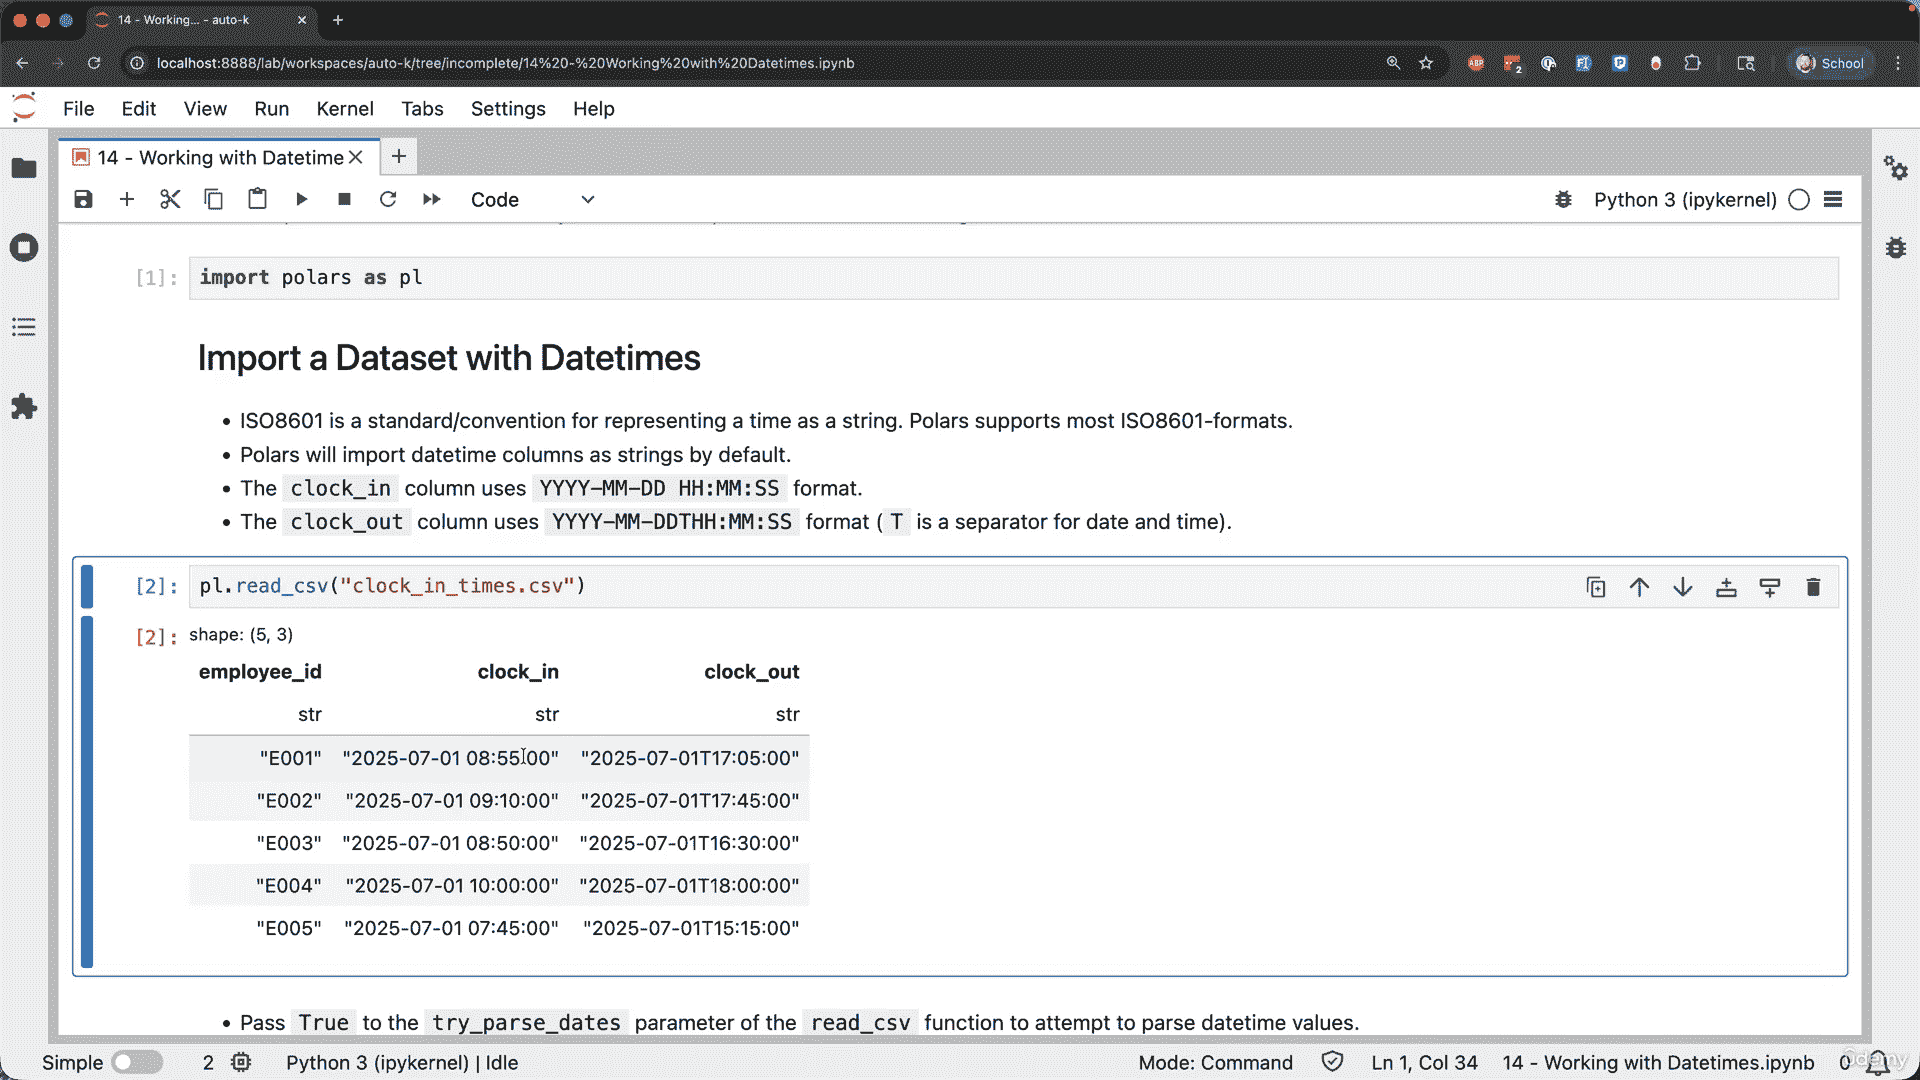 14 - Working... - auto-k
localhost:8888/lab/workspaces/auto-k/tree/incomplete/14%20-%20Working%20with%20Datetimes.ipynb
ABP
2
School
File Edit View Run Kernel Tabs Settings Help
14 - Working with Datetime
Code
Python 3 (ipykernel)
[1]: import polars as pl
Import a Dataset with Datetimes
• ISO8601 is a standard/convention for representing a time as a string. Polars supports most ISO8601-formats.
• Polars will import datetime columns as strings by default.
• The clock_in column uses YYYY-MM-DD HH:MM:SS format.
• The clock_out column uses YYYY-MM-DDTHH:MM:SS format ( T is a separator for date and time).
[2]: pl.read_csv("clock_in_times.csv")
[2]: shape: (5, 3)
employee_id clock_in clock_out
str str str
"E001" "2025-07-01 08:55:00" "2025-07-01T17:05:00"
"E002" "2025-07-01 09:10:00" "2025-07-01T17:45:00"
"E003" "2025-07-01 08:50:00" "2025-07-01T16:30:00"
"E004" "2025-07-01 10:00:00" "2025-07-01T18:00:00"
"E005" "2025-07-01 07:45:00" "2025-07-01T15:15:00"
• Pass True to the try_parse_dates parameter of the read_csv function to attempt to parse datetime values.
Simple 2 Python 3 (ipykernel) | Idle Mode: Command Ln 1, Col 34 14 - Working with Datetimes.ipynb 0
Udemy